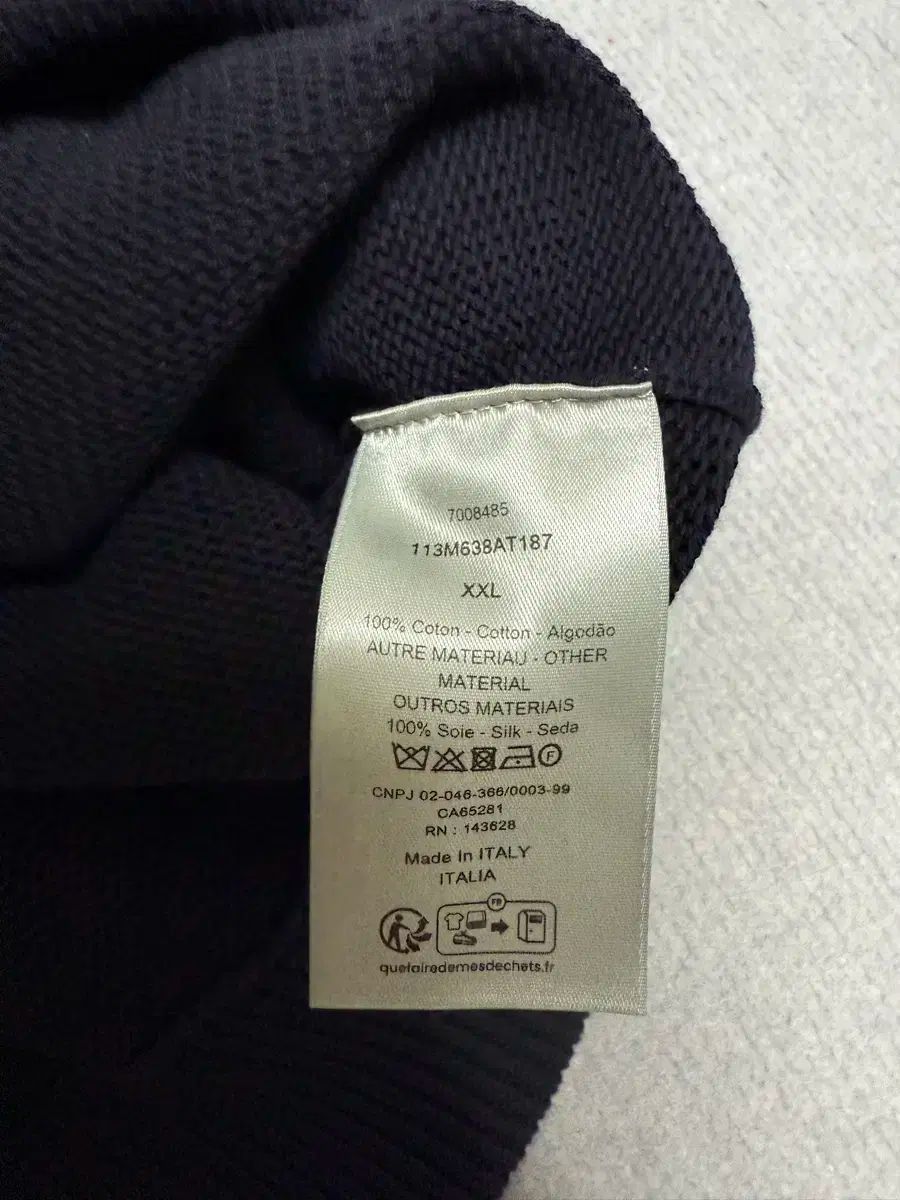 7008485
113M638AT187
XXL
100% Coton - Cotton - Algodão
AUTRE MATERIAU - OTHER
MATERIAL
OUTROS MATERIAIS
100% Soie - Silk - Seda
F
CNPJ 02-046-366/0003-99
CA65281
RN : 143628
Made In ITALY
ITALIA
FR
quefairedemesdechets.fr